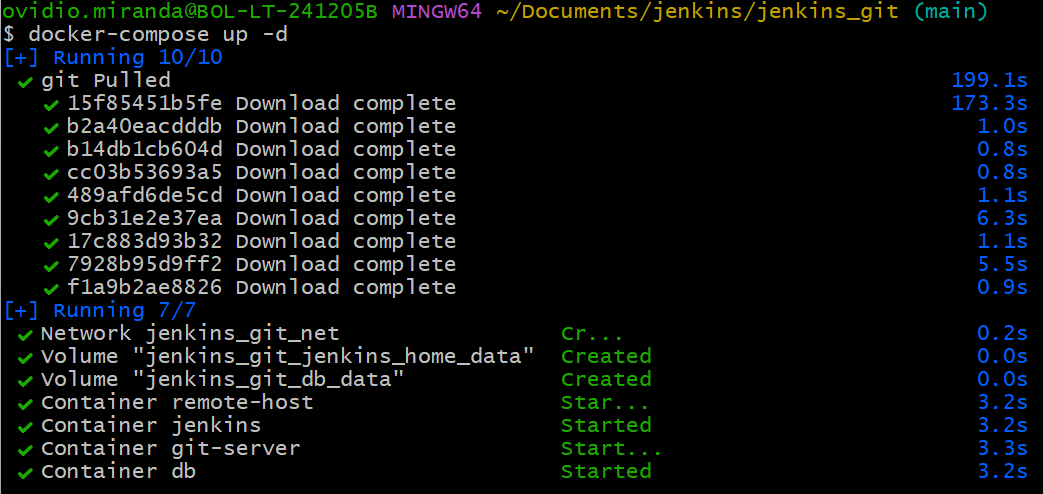 ovidio.miranda@BOL-LT-241205B MINGW64 ~/Documents/jenkins/jenkins_git (main)
$ docker-compose up -d
[+] Running 10/10
✔ git Pulled 199.1s
✔ 15f85451b5fe Download complete 173.3s
✔ b2a40eacdddb Download complete 1.0s
✔ b14db1cb604d Download complete 0.8s
✔ cc03b53693a5 Download complete 0.8s
✔ 489afd6de5cd Download complete 1.1s
✔ 9cb31e2e37ea Download complete 6.3s
✔ 17c883d93b32 Download complete 1.1s
✔ 7928b95d9ff2 Download complete 5.5s
✔ f1a9b2ae8826 Download complete 0.9s
[+] Running 7/7
✔ Network jenkins_git_net Cr... 0.2s
✔ Volume "jenkins_git_jenkins_home_data" Created 0.0s
✔ Volume "jenkins_git_db_data" Created 0.0s
✔ Container remote-host Star... 3.2s
✔ Container jenkins Started 3.2s
✔ Container git-server Start... 3.3s
✔ Container db Started 3.2s